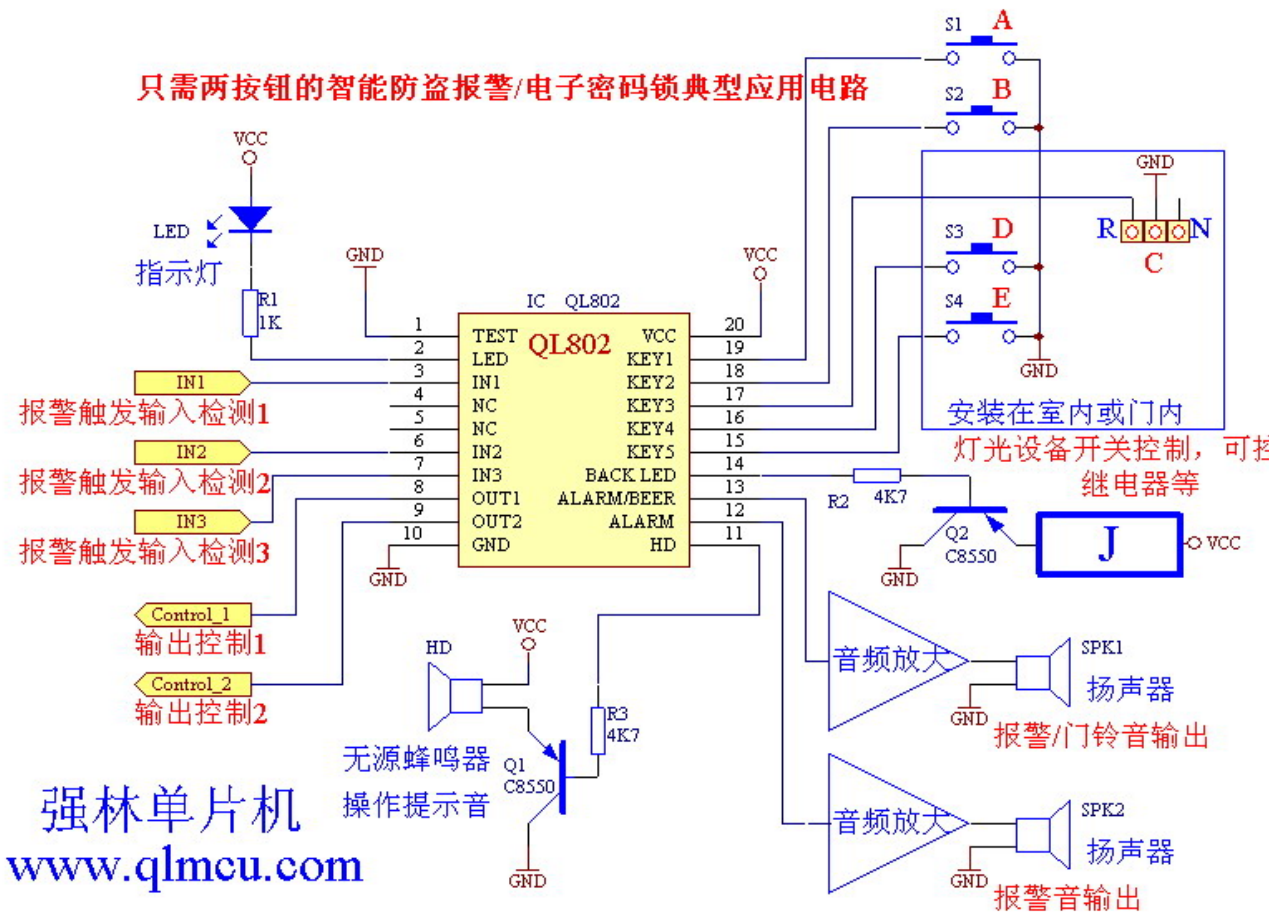 只需两按钮的智能防盗报警/电子密码锁典型应用电路
S1 A
S2 B
VCC
LED
指示灯
R1
1K
GND
IC QL802
QL802
VCC
GND
R N
C
S3 D
S4 E
GND
安装在室内或门内
灯光设备开关控制，可控
继电器等
1 TEST
2 LED
3 IN1
4 NC
5 NC
6 IN2
7 IN3
8 OUT1
9 OUT2
10 GND
VCC 20
KEY1 19
KEY2 18
KEY3 17
KEY4 16
KEY5 15
BACK LED 14
ALARM/BEER 13
ALARM 12
HD 11
IN1
报警触发输入检测1
IN2
报警触发输入检测2
IN3
报警触发输入检测3
Control_1
输出控制1
Control_2
输出控制2
GND
R2 4K7
Q2
C8550
GND
J
VCC
HD
VCC
无源蜂鸣器
操作提示音
Q1
C8550
R3
4K7
GND
音频放大
SPK1
扬声器
GND
报警/门铃音输出
音频放大
SPK2
扬声器
GND
报警音输出
强林单片机
www.qlmcu.com